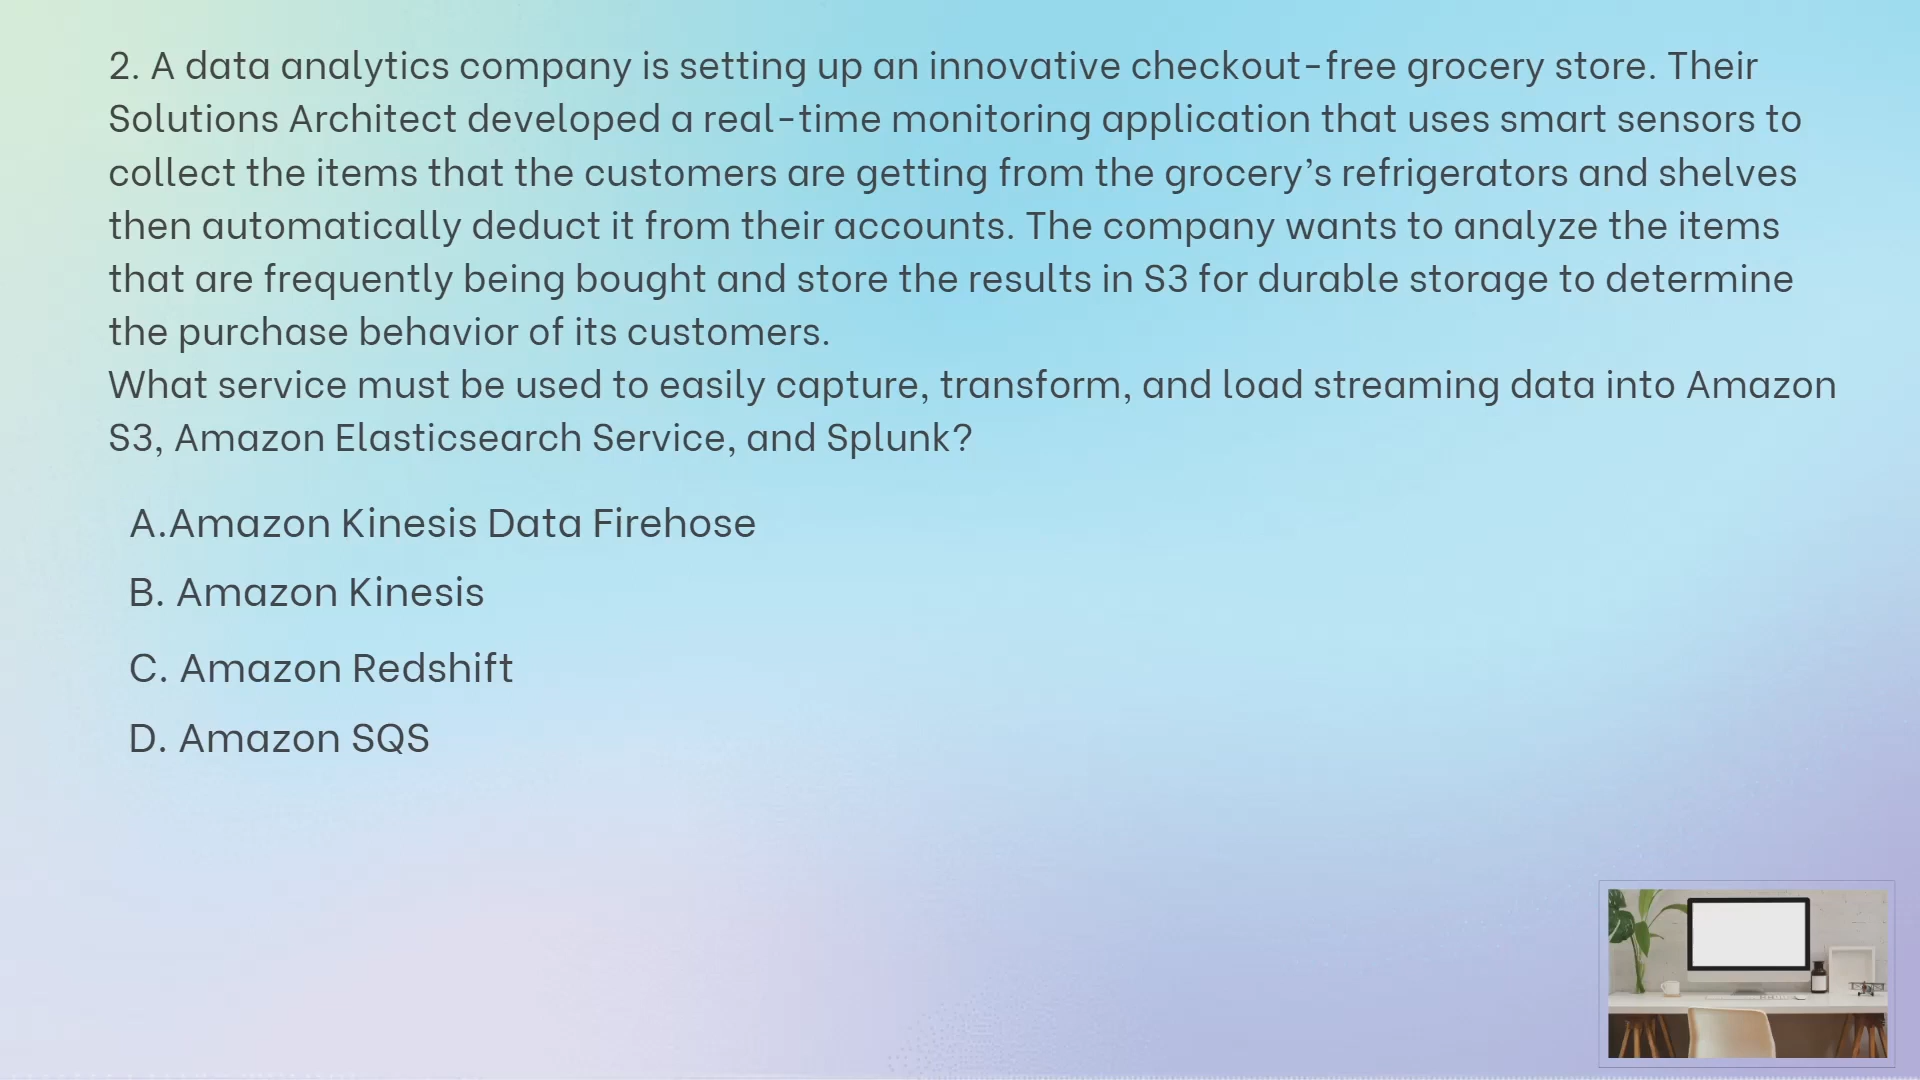 2. A data analytics company is setting up an innovative checkout-free grocery store. Their
Solutions Architect developed a real-time monitoring application that uses smart sensors to
collect the items that the customers are getting from the grocery’s refrigerators and shelves
then automatically deduct it from their accounts. The company wants to analyze the items
that are frequently being bought and store the results in S3 for durable storage to determine
the purchase behavior of its customers.
What service must be used to easily capture, transform, and load streaming data into Amazon
S3, Amazon Elasticsearch Service, and Splunk?
A.Amazon Kinesis Data Firehose
B. Amazon Kinesis
C. Amazon Redshift
D. Amazon SQS